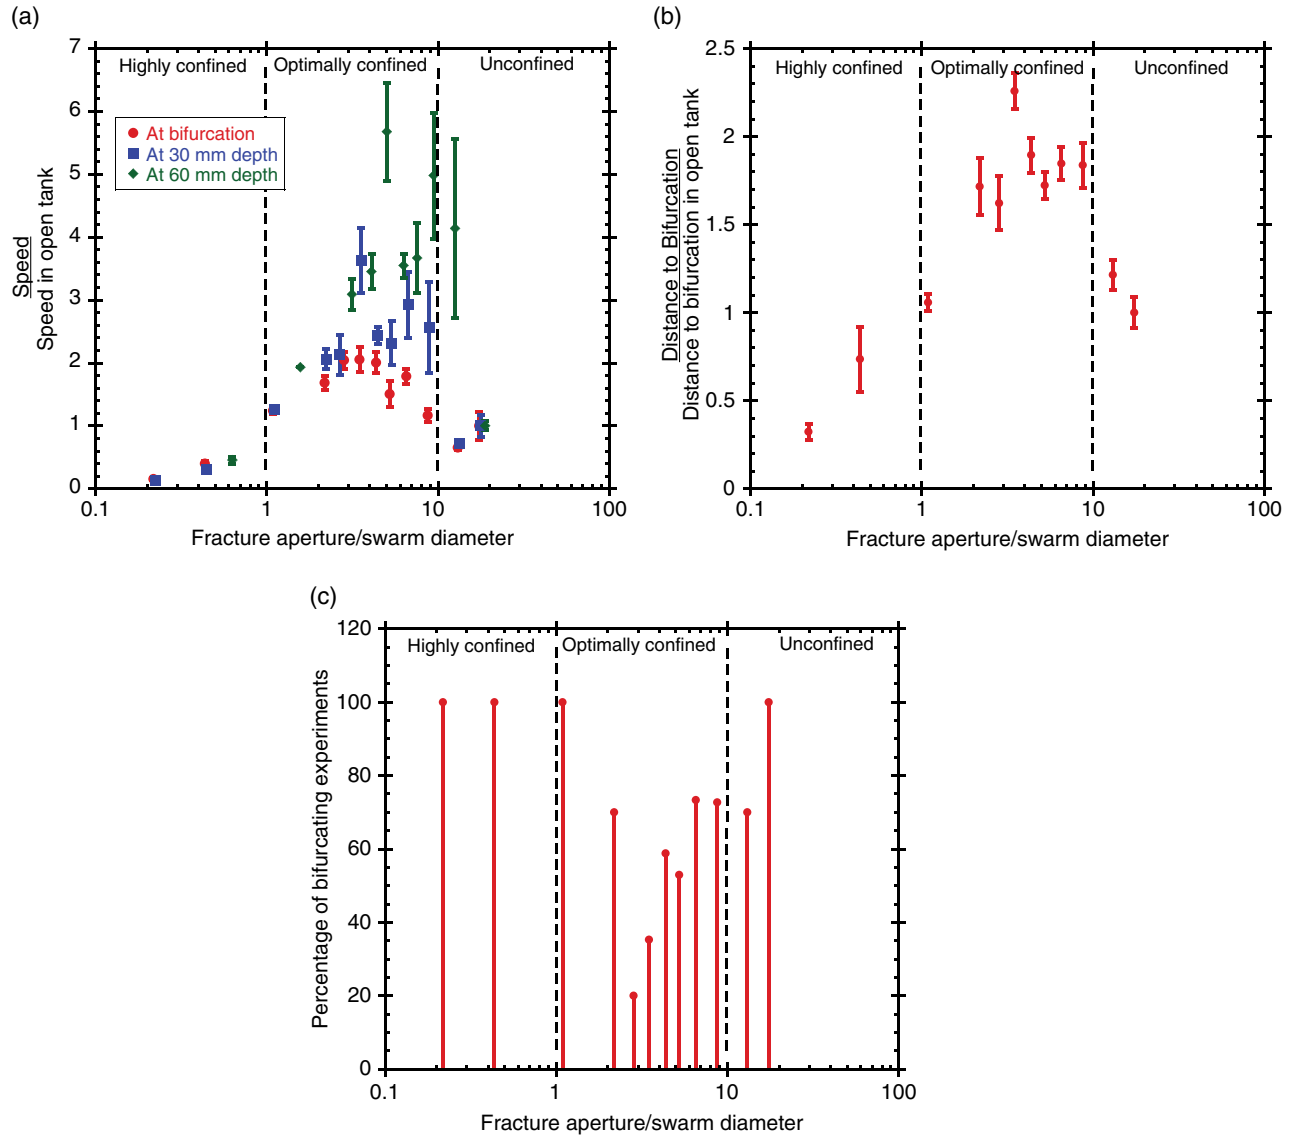 (a)
7
6
5
4
3
2
1
0
Speed
Speed in open tank
Highly confined
Optimally confined
Unconfined
At bifurcation
At 30 mm depth
At 60 mm depth
0.1
1
10
100
Fracture aperture/swarm diameter
(b)
2.5
2
1.5
1
0.5
0
Distance to Bifurcation
Distance to bifurcation in open tank
Highly confined
Optimally confined
Unconfined
0.1
1
10
100
Fracture aperture/swarm diameter
(c)
120
100
80
60
40
20
0
Percentage of bifurcating experiments
Highly confined
Optimally confined
Unconfined
0.1
1
10
100
Fracture aperture/swarm diameter